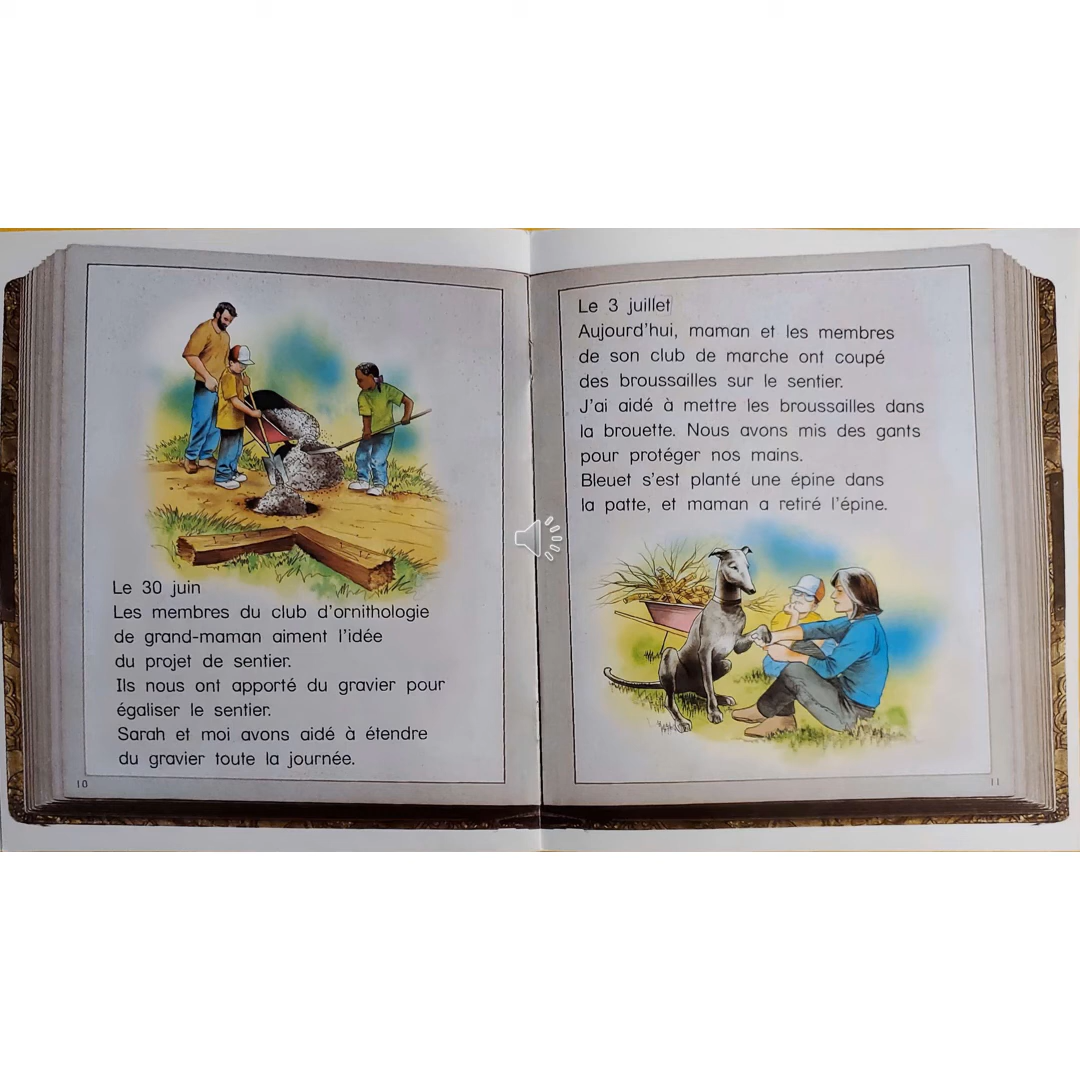 Le 30 juin
Les membres du club d'ornithologie
de grand-maman aiment l'idée
du projet de sentier.
Ils nous ont apporté du gravier pour
égaliser le sentier.
Sarah et moi avons aidé à étendre
du gravier toute la journée.
10
Le 3 juillet
Aujourd'hui, maman et les membres
de son club de marche ont coupé
des broussailles sur le sentier.
J'ai aidé à mettre les broussailles dans
la brouette. Nous avons mis des gants
pour protéger nos mains.
Bleuet s'est planté une épine dans
la patte, et maman a retiré l'épine.
11